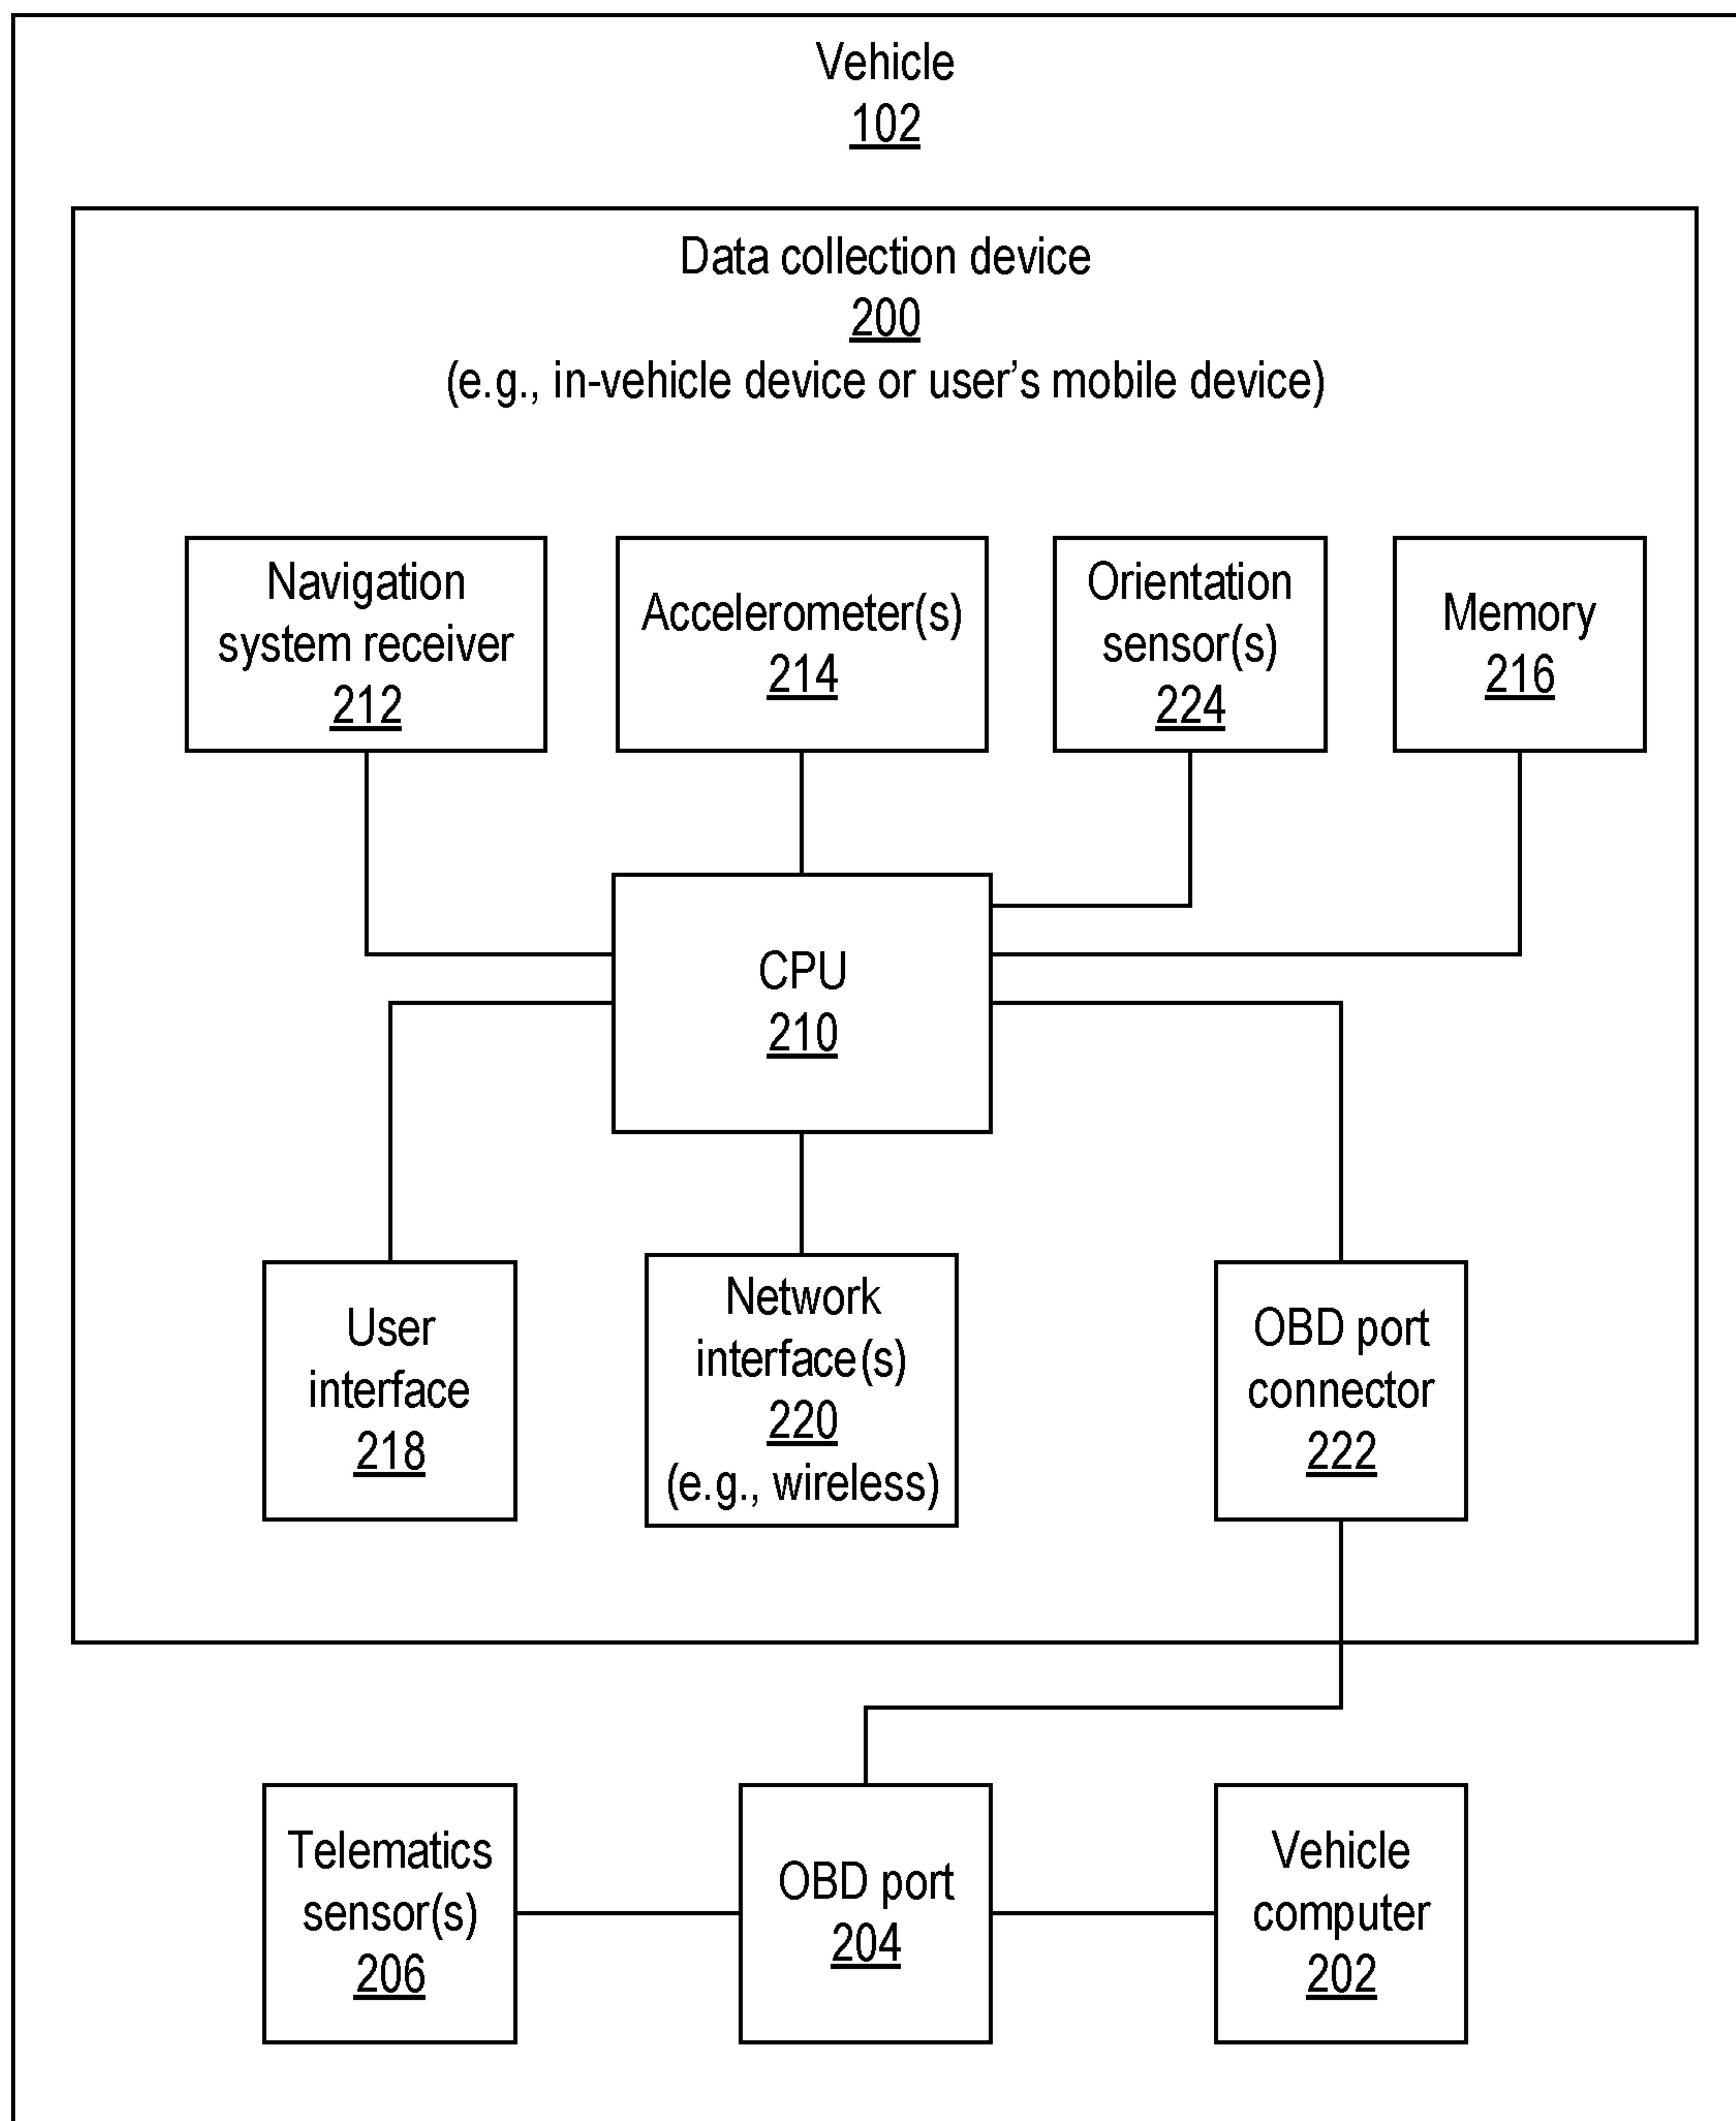 Vehicle
102
Data collection device
200
(e.g., in-vehicle device or user’s mobile device)
Navigation
system receiver
212
Accelerometer(s)
214
Orientation
sensor(s)
224
Memory
216
CPU
210
User
interface
218
Network
interface(s)
220
(e.g., wireless)
OBD port
connector
222
Telematics
sensor(s)
206
OBD port
204
Vehicle
computer
202